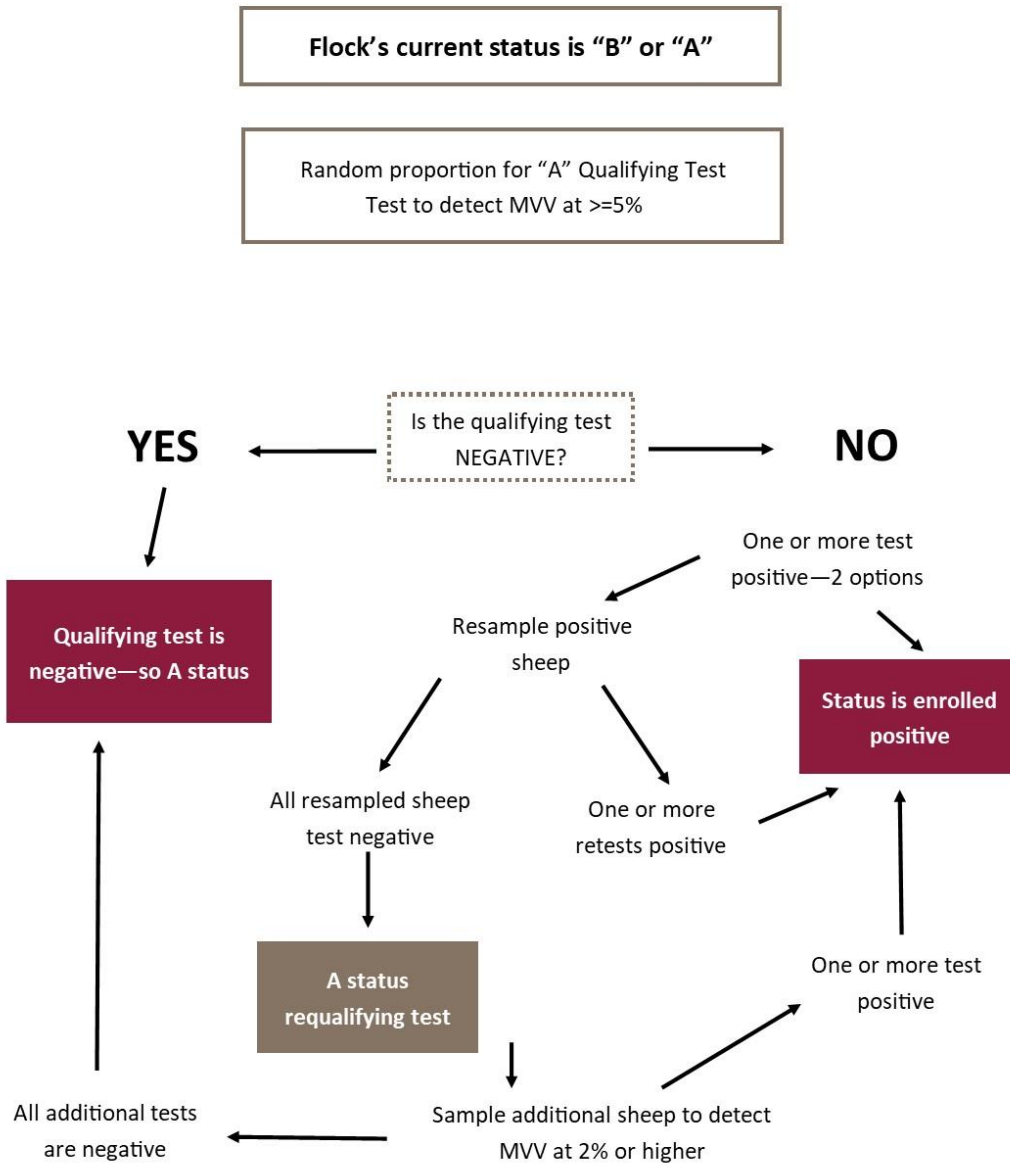 Flock’s current status is “B” or “A”
Random proportion for “A” Qualifying Test
Test to detect MVV at >=5%
Is the qualifying test
NEGATIVE?
YES
NO
One or more test
positive—2 options
Qualifying test is
negative—so A status
Resample positive
sheep
Status is enrolled
positive
All resampled sheep
test negative
One or more
retests positive
A status
requalifying test
One or more test
positive
All additional tests
are negative
Sample additional sheep to detect
MVV at 2% or higher